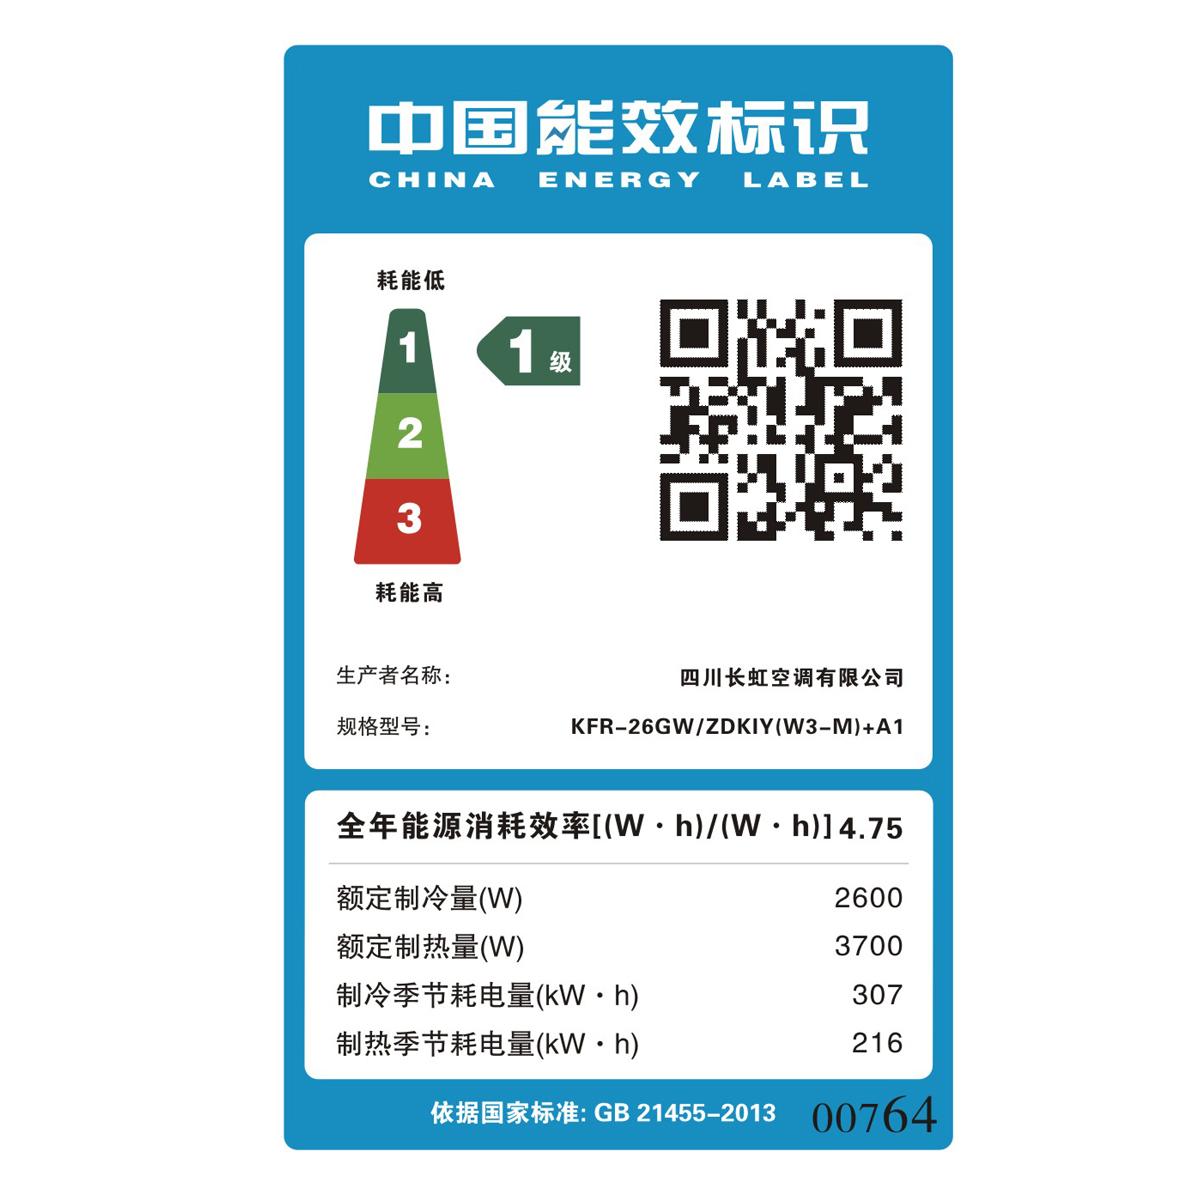 中国能效标识
CHINA ENERGY LABEL
耗能低
1
1级
2
3
耗能高
生产者名称: 四川长虹空调有限公司
规格型号: KFR-26GW/ZDKIY(W3-M)+A1
全年能源消耗效率[(W·h)/(W·h)] 4.75
额定制冷量(W) 2600
额定制热量(W) 3700
制冷季节耗电量(kW·h) 307
制热季节耗电量(kW·h) 216
依据国家标准: GB 21455-2013
00764